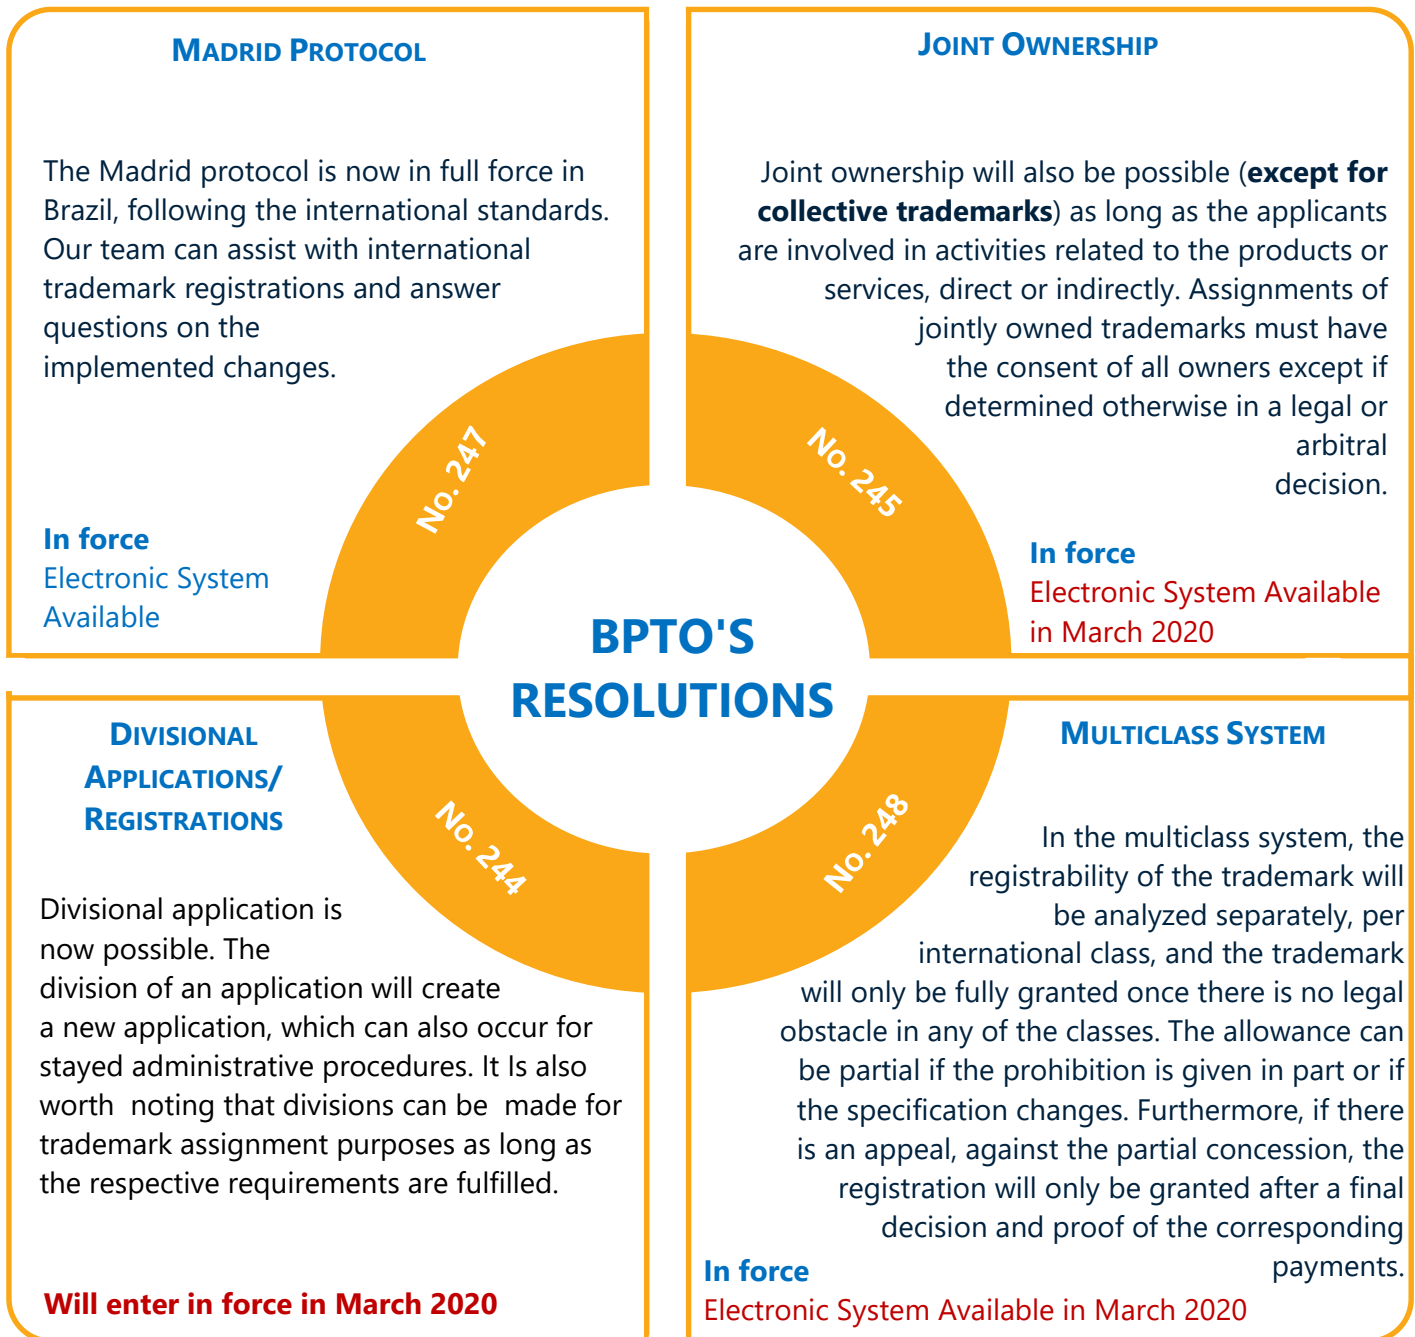 MADRID PROTOCOL
The Madrid protocol is now in full force in
Brazil, following the international standards.
Our team can assist with international
trademark registrations and answer
questions on the
implemented changes.
No. 247
In force
Electronic System
Available
JOINT OWNERSHIP
Joint ownership will also be possible (except for
collective trademarks) as long as the applicants
are involved in activities related to the products or
services, direct or indirectly. Assignments of
jointly owned trademarks must have
the consent of all owners except if
determined otherwise in a legal or
arbitral
decision.
No. 245
In force
Electronic System Available
in March 2020
BPTO'S
RESOLUTIONS
DIVISIONAL
APPLICATIONS/
REGISTRATIONS
No. 244
Divisional application is
now possible. The
division of an application will create
a new application, which can also occur for
stayed administrative procedures. It Is also
worth  noting that divisions can be  made for
trademark assignment purposes as long as
the respective requirements are fulfilled.
Will enter in force in March 2020
MULTICLASS SYSTEM
No. 248
In the multiclass system, the
registrability of the trademark will
be analyzed separately, per
international class, and the trademark
will only be fully granted once there is no legal
obstacle in any of the classes. The allowance can
be partial if the prohibition is given in part or if
the specification changes. Furthermore, if there
is an appeal, against the partial concession, the
registration will only be granted after a final
decision and proof of the corresponding
payments.
In force
Electronic System Available in March 2020